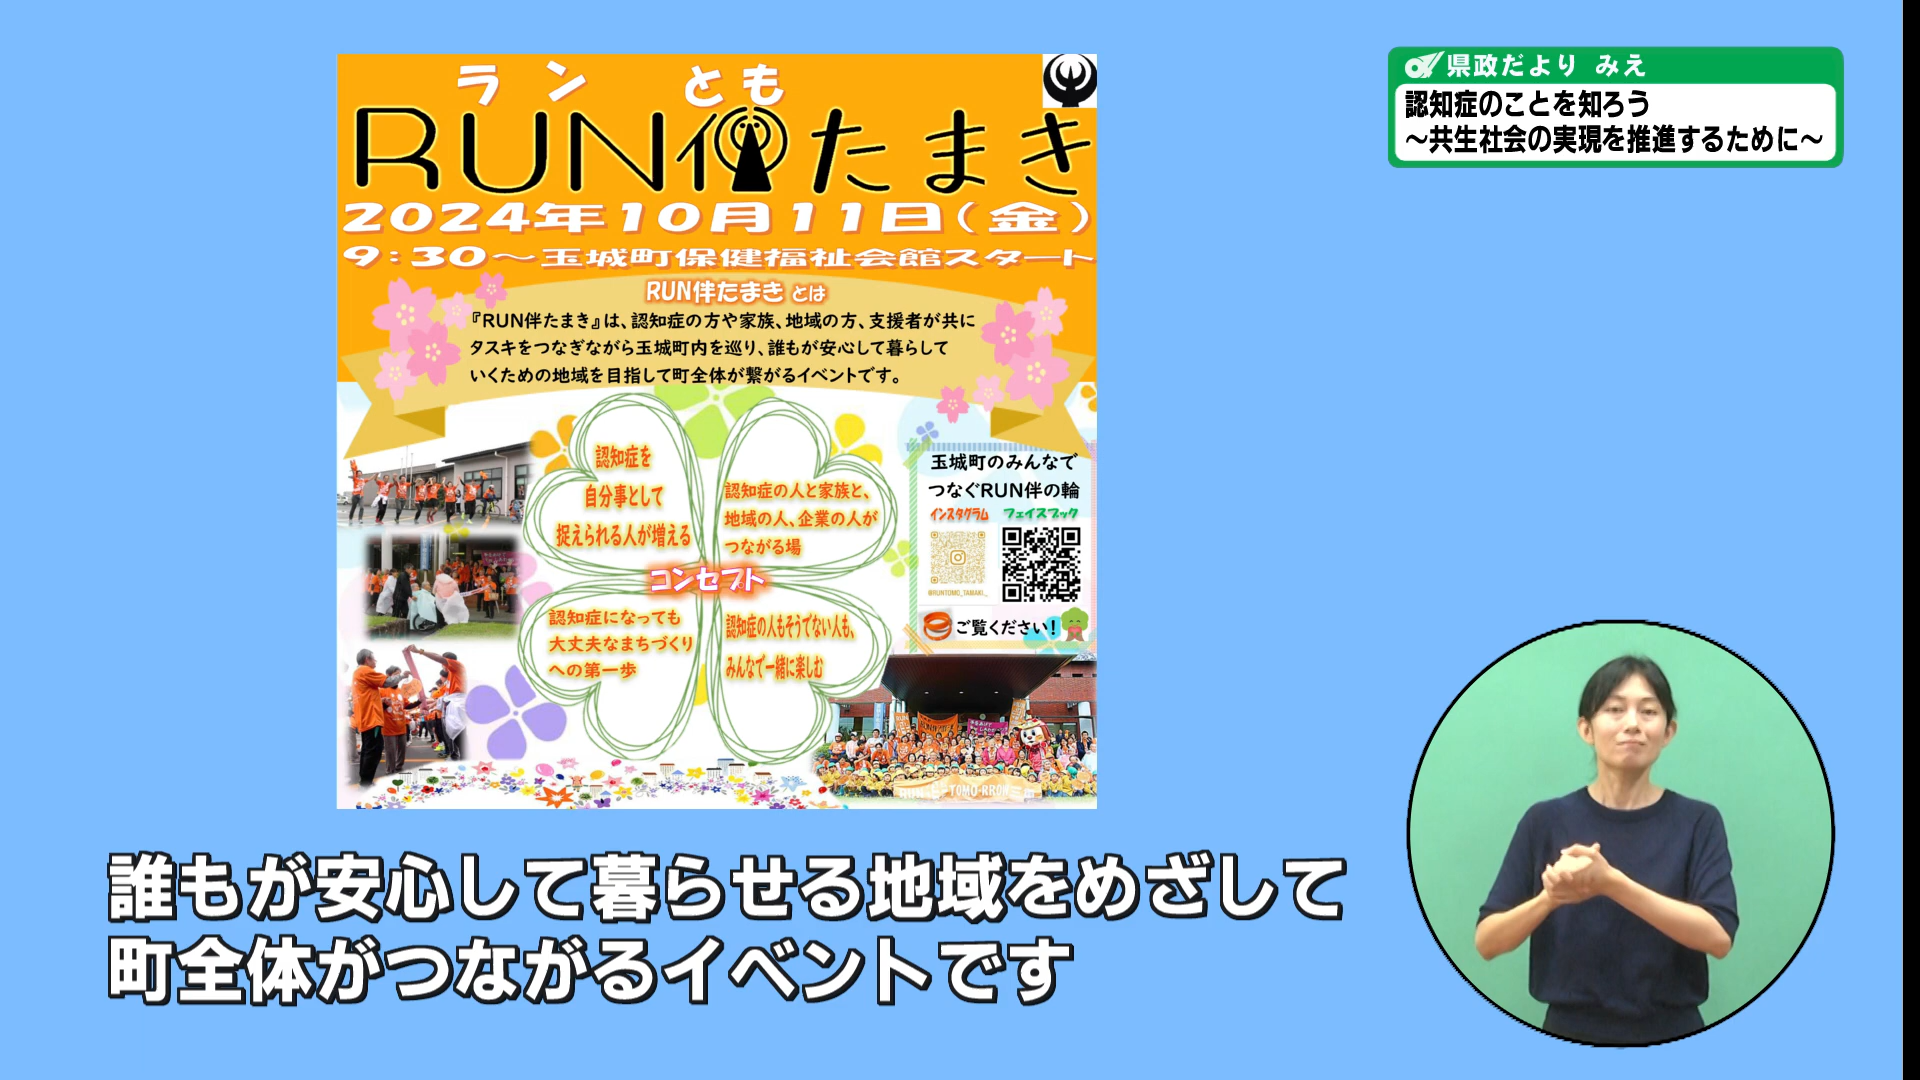 県政だより みえ
認知症のことを知ろう
～共生社会の実現を推進するために～
ラン とも
RUN伴たまき
2024年10月11日(金)
9:30～玉城町保健福祉会館スタート
RUN伴たまき とは
『RUN伴たまき』は、認知症の方や家族、地域の方、支援者が共に
タスキをつなぎながら玉城町内を巡り、誰もが安心して暮らして
いくための地域を目指して町全体が繋がるイベントです。
認知症を
自分事として
捉えられる人が増える
認知症の人と家族と、
地域の人、企業の人が
つながる場
コンセプト
認知症になっても
大丈夫なまちづくり
への第一歩
認知症の人もそうでない人も、
みんなで一緒に楽しむ
玉城町のみんなで
つなぐRUN伴の輪
インスタグラム フェイスブック
@RUNTOMO_TAMAKI_
ご覧ください!
TOMO-RROW
誰もが安心して暮らせる地域をめざして
町全体がつながるイベントです